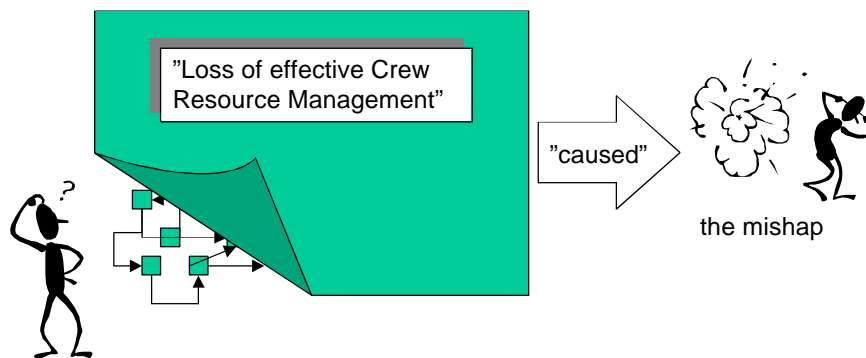 ”Loss of effective Crew
Resource Management”
”caused”
?
the mishap